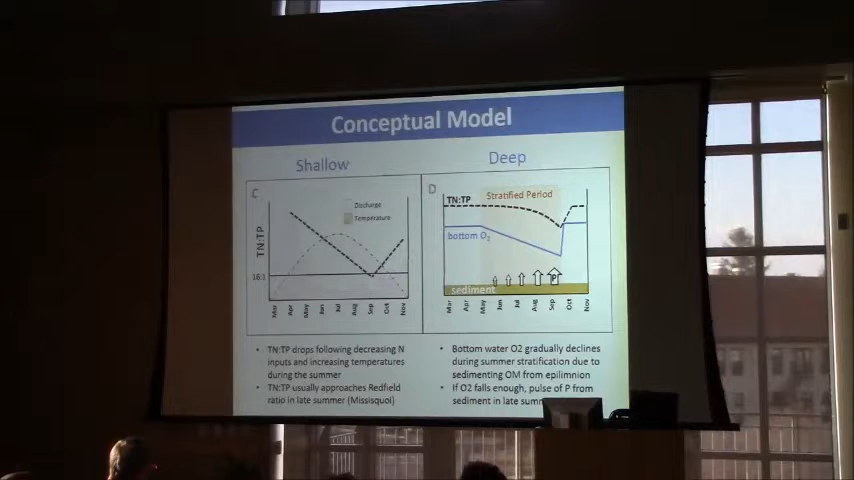 Conceptual Model
Shallow
Deep
C
Discharge
Temperature
TN:TP
16:1
Mar
Apr
May
Jun
Jul
Aug
Sep
Oct
Nov
D
TN:TP
Stratified Period
bottom O2
P
sediment
Mar
Apr
May
Jun
Jul
Aug
Sep
Oct
Nov
• TN:TP drops following decreasing N
inputs and increasing temperatures
during the summer
• TN:TP usually approaches Redfield
ratio in late summer (Missisquoi)
• Bottom water O2 gradually declines
during summer stratification due to
sedimenting OM from epilimnion
• If O2 falls enough, pulse of P from
sediment in late